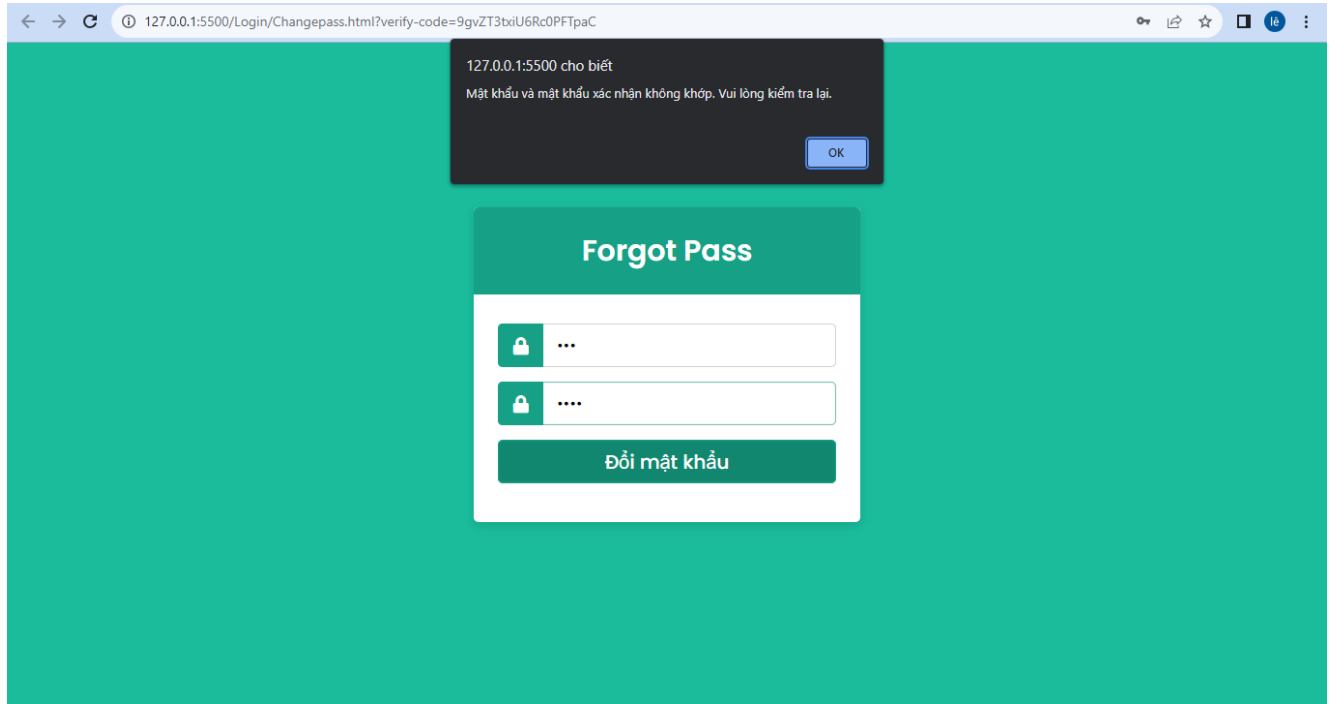 127.0.0.1:5500/Login/Changepass.html?verify-code=9gvZT3txiU6Rc0PFTpaC
lê
127.0.0.1:5500 cho biết
Mật khẩu và mật khẩu xác nhận không khớp. Vui lòng kiểm tra lại.
OK
Forgot Pass
Đổi mật khẩu